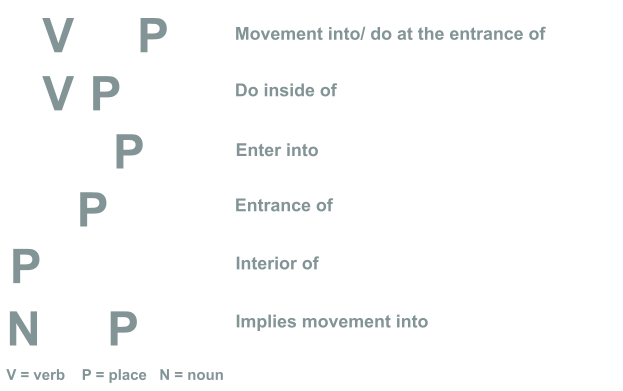 V P Movement into/ do at the entrance of
V P Do inside of
P Enter into
P Entrance of
P Interior of
N P Implies movement into
V = verb P = place N = noun